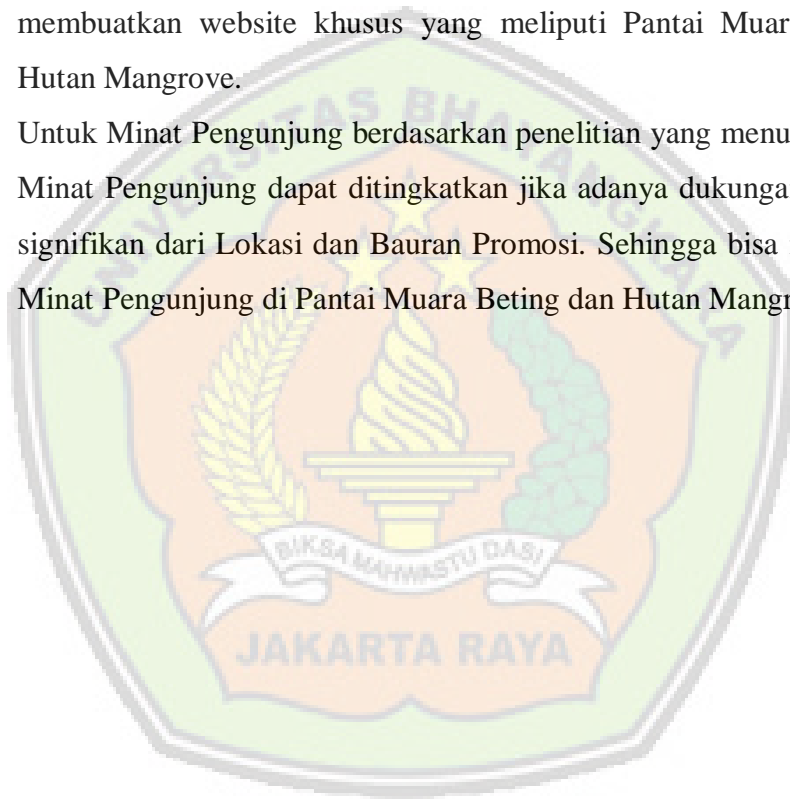 membuatkan website khusus yang meliputi Pantai Muar
Hutan Mangrove.
Untuk Minat Pengunjung berdasarkan penelitian yang menu
Minat Pengunjung dapat ditingkatkan jika adanya dukunga
signifikan dari Lokasi dan Bauran Promosi. Sehingga bisa
Minat Pengunjung di Pantai Muara Beting dan Hutan Mangr
UNIVERSITAS BHAYANGKARA
BIKSA MAHWASTU DASI
JAKARTA RAYA